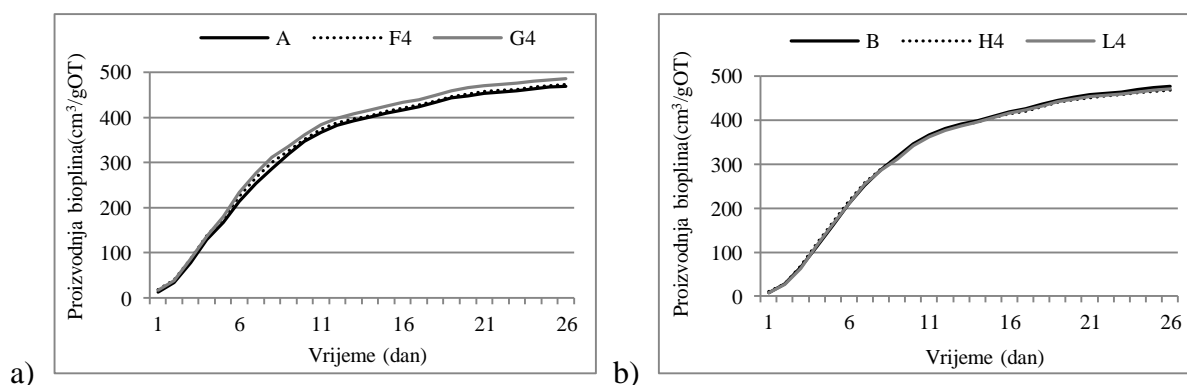 A F4 G4
Proizvodnja bioplina(cm³/gOT)
500
400
300
200
100
0
1 6 11 16 21 26
Vrijeme (dan)
a)
B H4 L4
Proizvodnja bioplina(cm³/gOT)
500
400
300
200
100
0
1 6 11 16 21 26
Vrijeme (dan)
b)